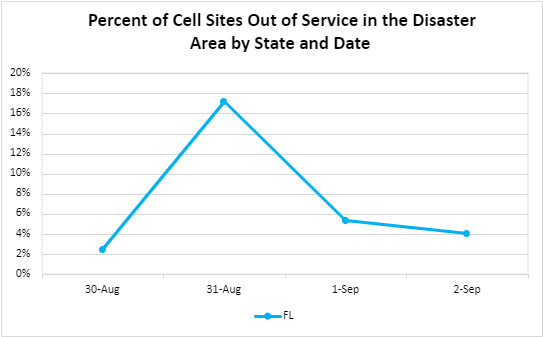 Percent of Cell Sites Out of Service in the Disaster
Area by State and Date
20%
18%
16%
14%
12%
10%
8%
6%
4%
2%
0%
30-Aug 31-Aug 1-Sep 2-Sep
FL